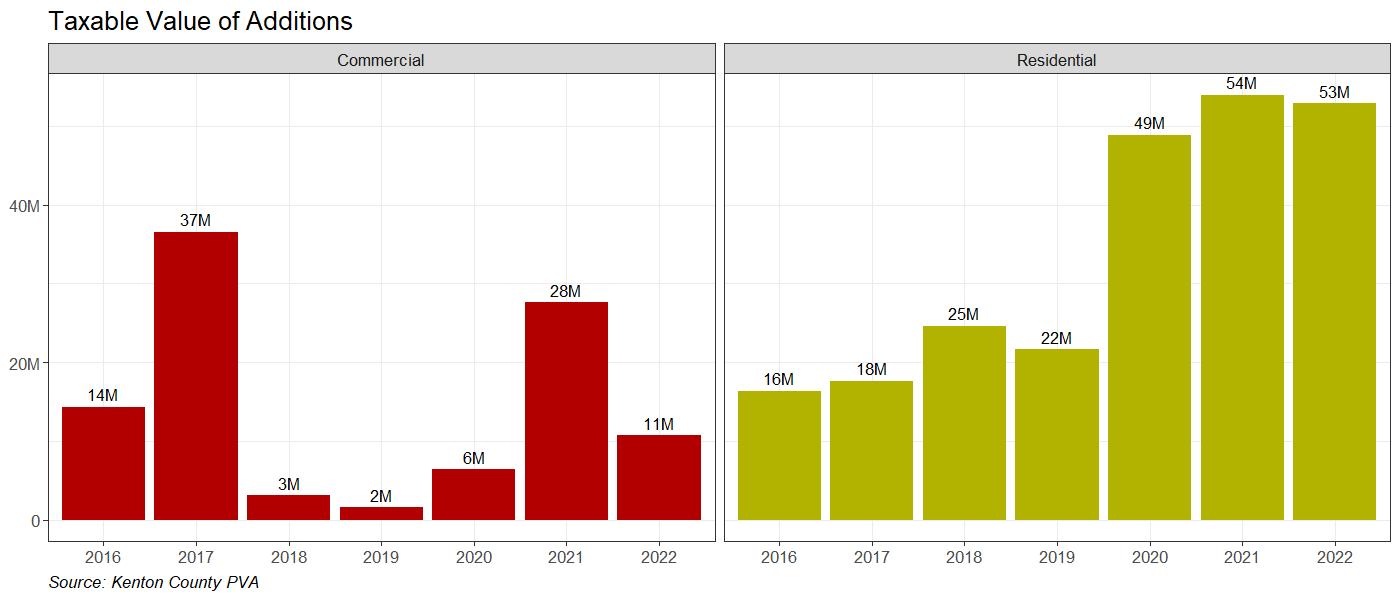 Taxable Value of Additions
Commercial
Residential
40M
20M
0
14M
37M
3M
2M
6M
28M
11M
16M
18M
25M
22M
49M
54M
53M
2016 2017 2018 2019 2020 2021 2022
2016 2017 2018 2019 2020 2021 2022
Source: Kenton County PVA